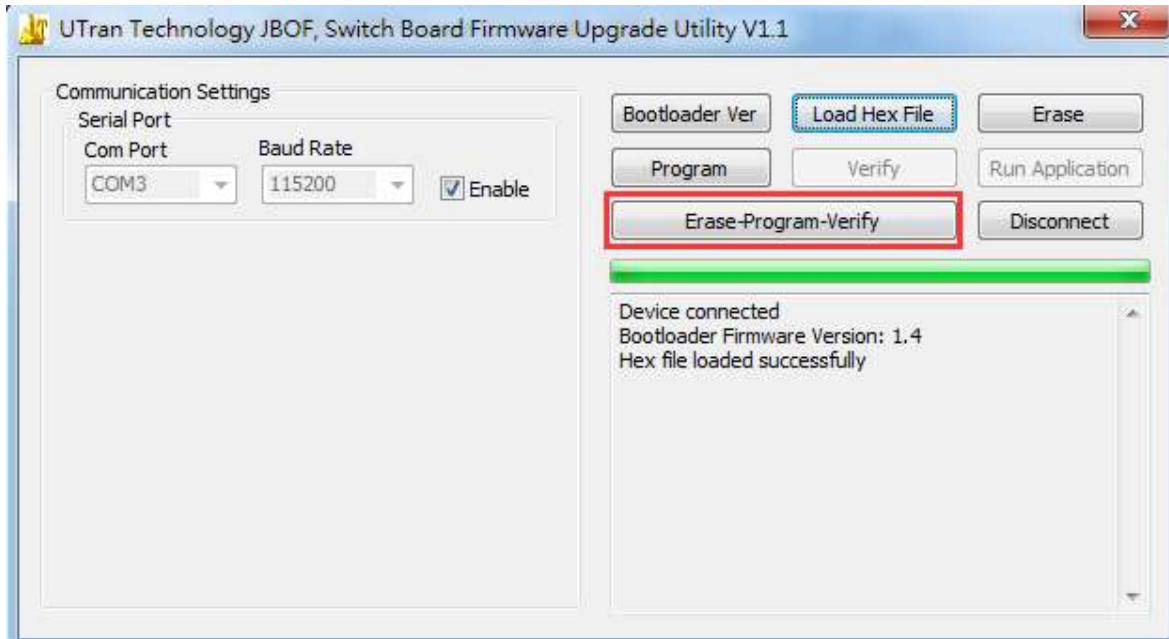 UTran Technology JBOF, Switch Board Firmware Upgrade Utility V1.1
Communication Settings
Serial Port
Com Port
Baud Rate
COM3
115200
Enable
Bootloader Ver
Load Hex File
Erase
Program
Verify
Run Application
Erase-Program-Verify
Disconnect
Device connected
Bootloader Firmware Version: 1.4
Hex file loaded successfully